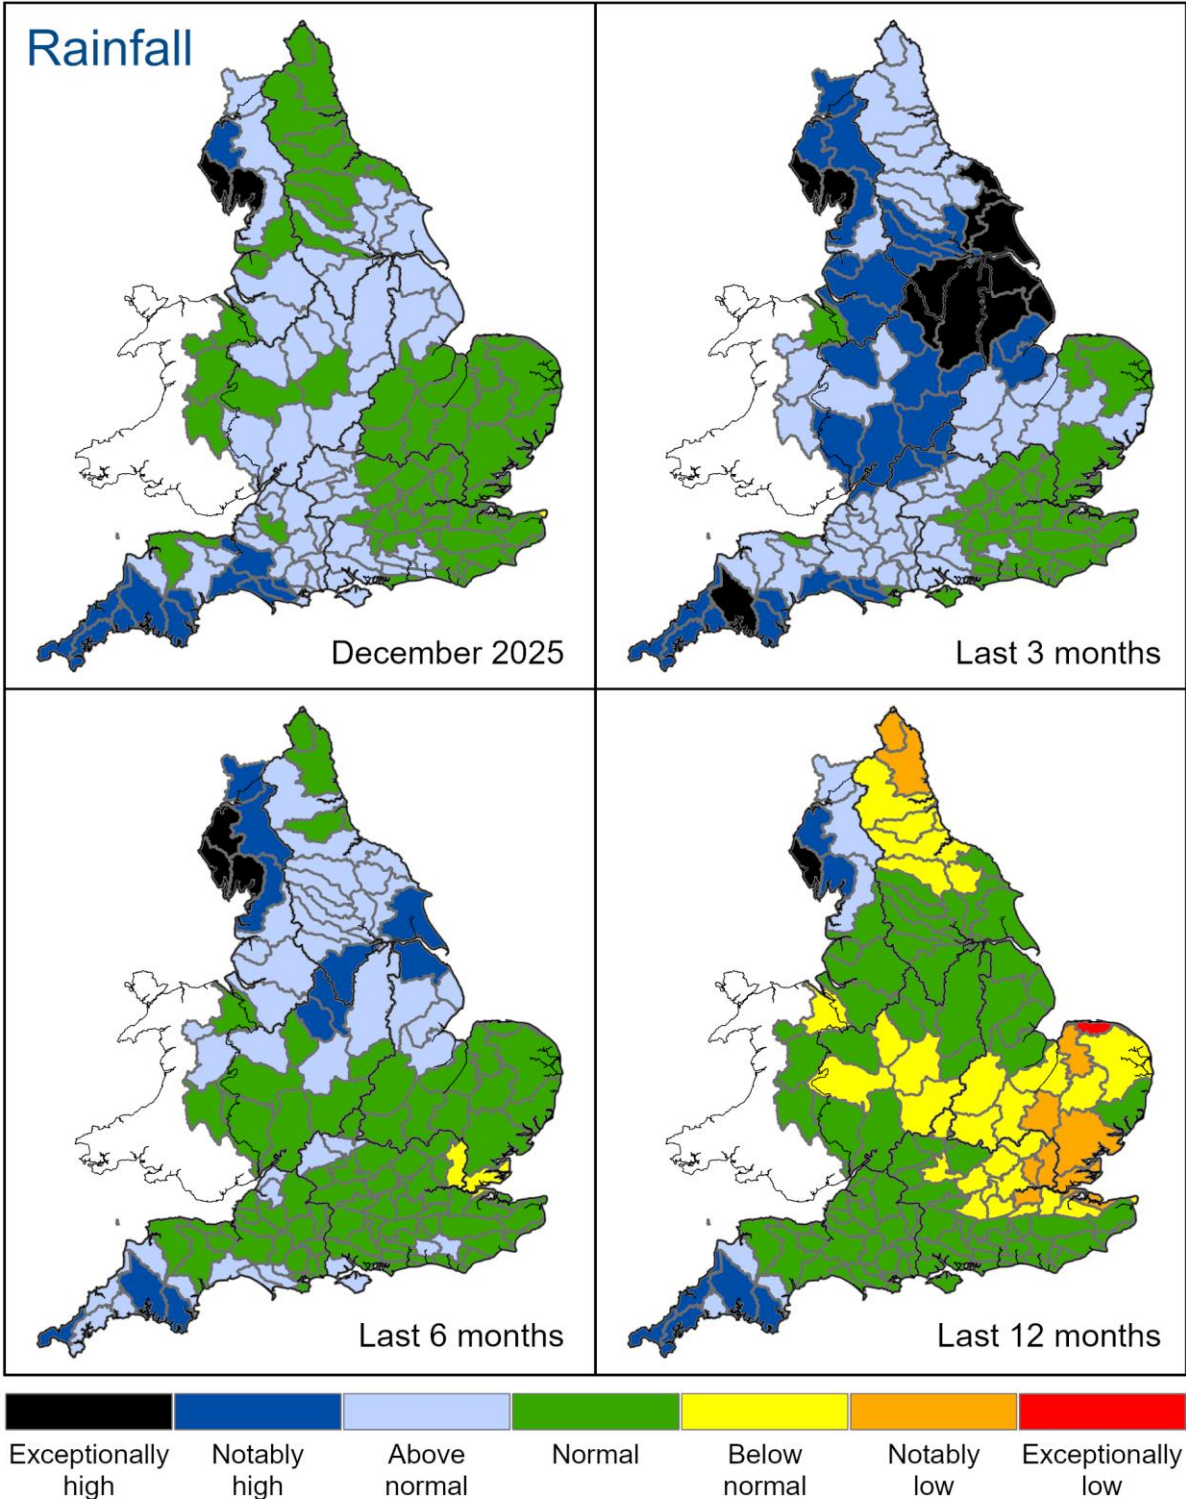 Rainfall
December 2025
Last 3 months
Last 6 months
Last 12 months
Exceptionally high
Notably high
Above normal
Normal
Below normal
Notably low
Exceptionally low